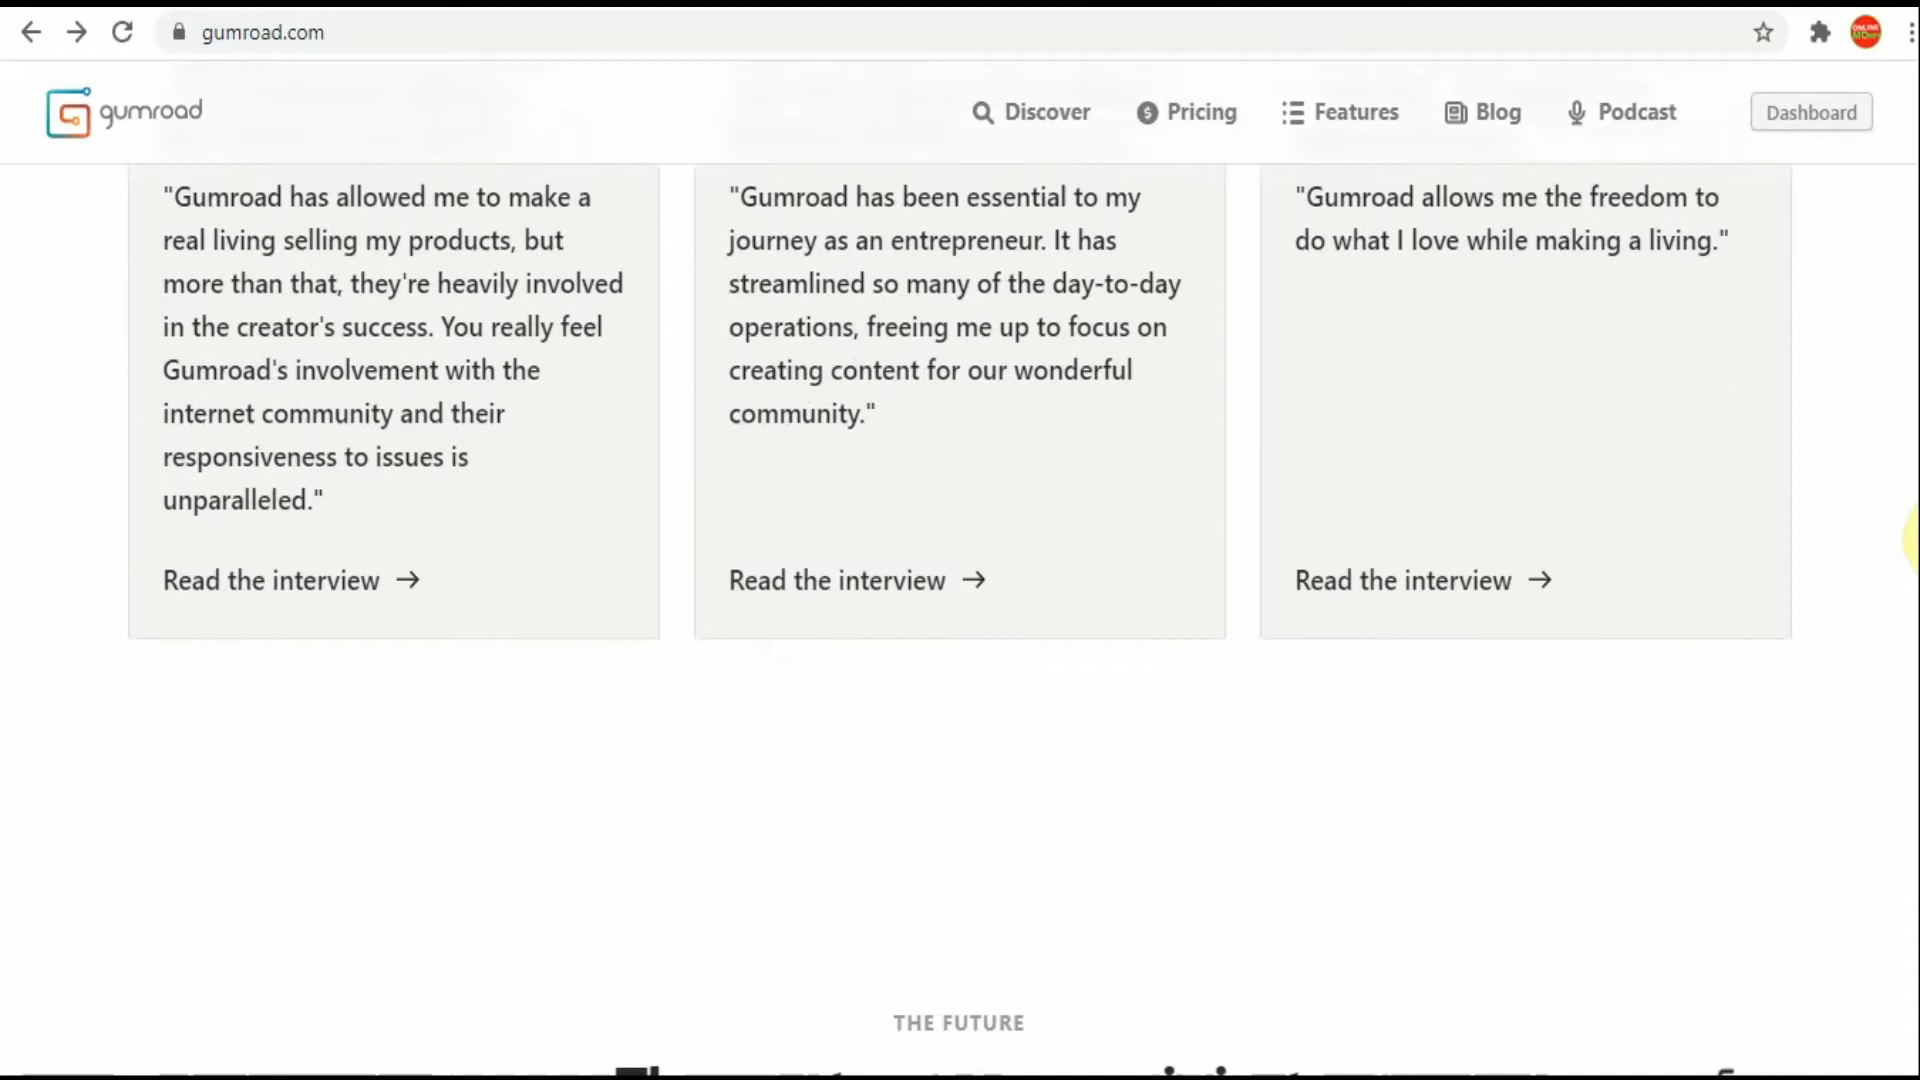 gumroad.com
gumroad
Discover
Pricing
Features
Blog
Podcast
Dashboard
"Gumroad has allowed me to make a
real living selling my products, but
more than that, they're heavily involved
in the creator's success. You really feel
Gumroad's involvement with the
internet community and their
responsiveness to issues is
unparalleled."
Read the interview →
"Gumroad has been essential to my
journey as an entrepreneur. It has
streamlined so many of the day-to-day
operations, freeing me up to focus on
creating content for our wonderful
community."
Read the interview →
"Gumroad allows me the freedom to
do what I love while making a living."
Read the interview →
THE FUTURE